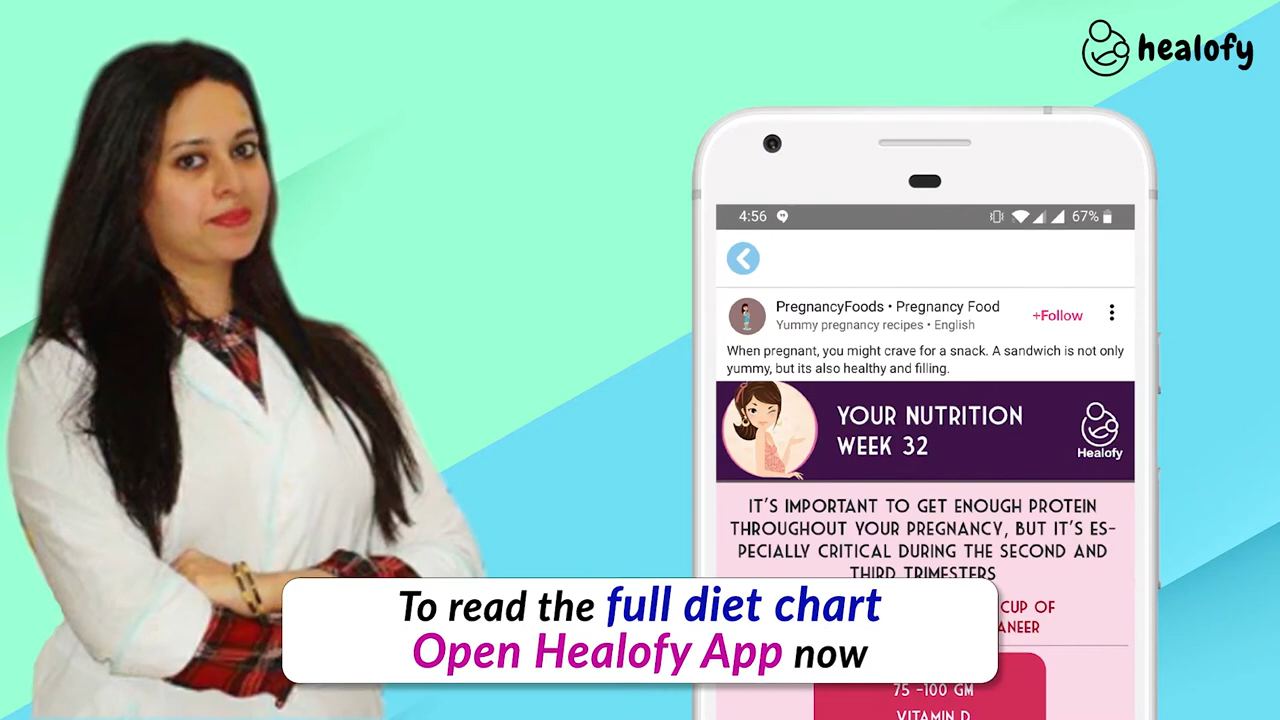 healofy
4:56
67%
PregnancyFoods • Pregnancy Food
+Follow
Yummy pregnancy recipes • English
When pregnant, you might crave for a snack. A sandwich is not only
yummy, but its also healthy and filling.
YOUR NUTRITION
WEEK 32
Healofy
IT'S IMPORTANT TO GET ENOUGH PROTEIN
THROUGHOUT YOUR PREGNANCY, BUT IT'S ES-
PECIALLY CRITICAL DURING THE SECOND AND
THIRD TRIMESTERS
CUP OF
To read the full diet chart
Open Healofy App now
75 -100 GM
VITAMIN D